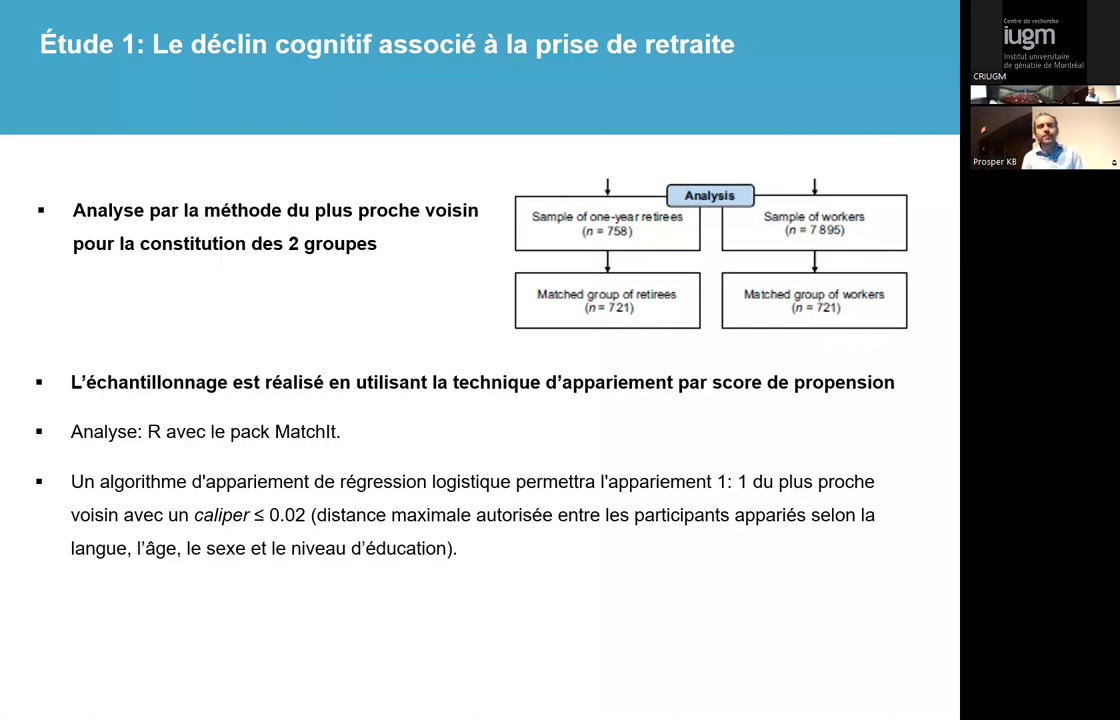 Étude 1: Le déclin cognitif associé à la prise de retraite
▪ Analyse par la méthode du plus proche voisin
pour la constitution des 2 groupes
Analysis
Sample of one-year retirees
(n = 758)
Sample of workers
(n = 7 895)
Matched group of retirees
(n = 721)
Matched group of workers
(n = 721)
▪ L’échantillonnage est réalisé en utilisant la technique d’appariement par score de propension
▪ Analyse: R avec le pack MatchIt.
▪ Un algorithme d'appariement de régression logistique permettra l'appariement 1: 1 du plus proche
voisin avec un caliper ≤ 0.02 (distance maximale autorisée entre les participants appariés selon la
langue, l’âge, le sexe et le niveau d’éducation).
Centre de recherche
iugm
Institut universitaire
de gériatrie de Montréal
CRIUGM
Prosper KB